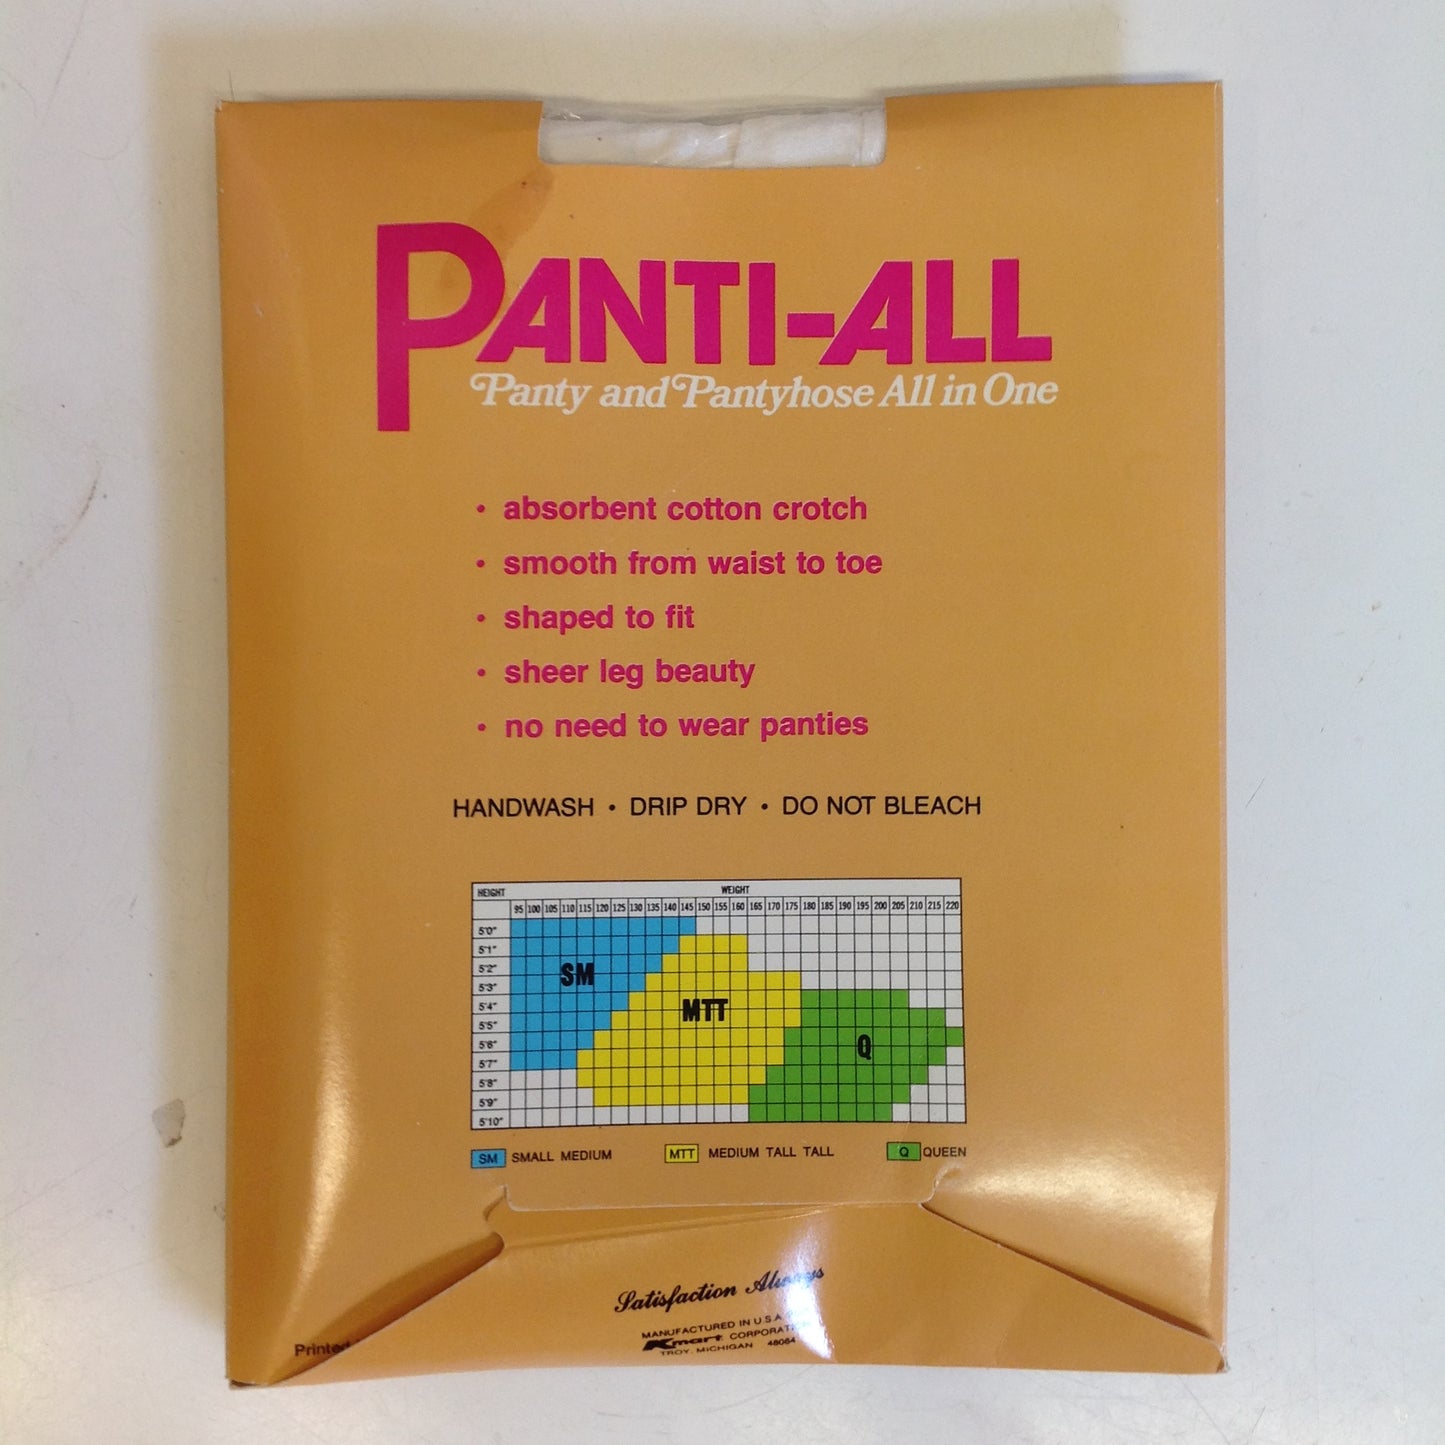 PANTI-ALL
Panty and Pantyhose All in One
• absorbent cotton crotch
• smooth from waist to toe
• shaped to fit
• sheer leg beauty
• no need to wear panties
HANDWASH • DRIP DRY • DO NOT BLEACH
HEIGHT WEIGHT
95 100 105 110 115 120 125 130 135 140 145 150 155 160 165 170 175 180 185 190 195 200 205 210 215 220
5'0"
5'1"
5'2"
5'3"
5'4"
5'5"
5'6"
5'7"
5'8"
5'9"
5'10"
SM
MTT
Q
SM SMALL MEDIUM MTT MEDIUM TALL TALL Q QUEEN
Satisfaction Always
MANUFACTURED IN U.S.A.
Kmart CORPORATION
TROY, MICHIGAN 48084
Printed